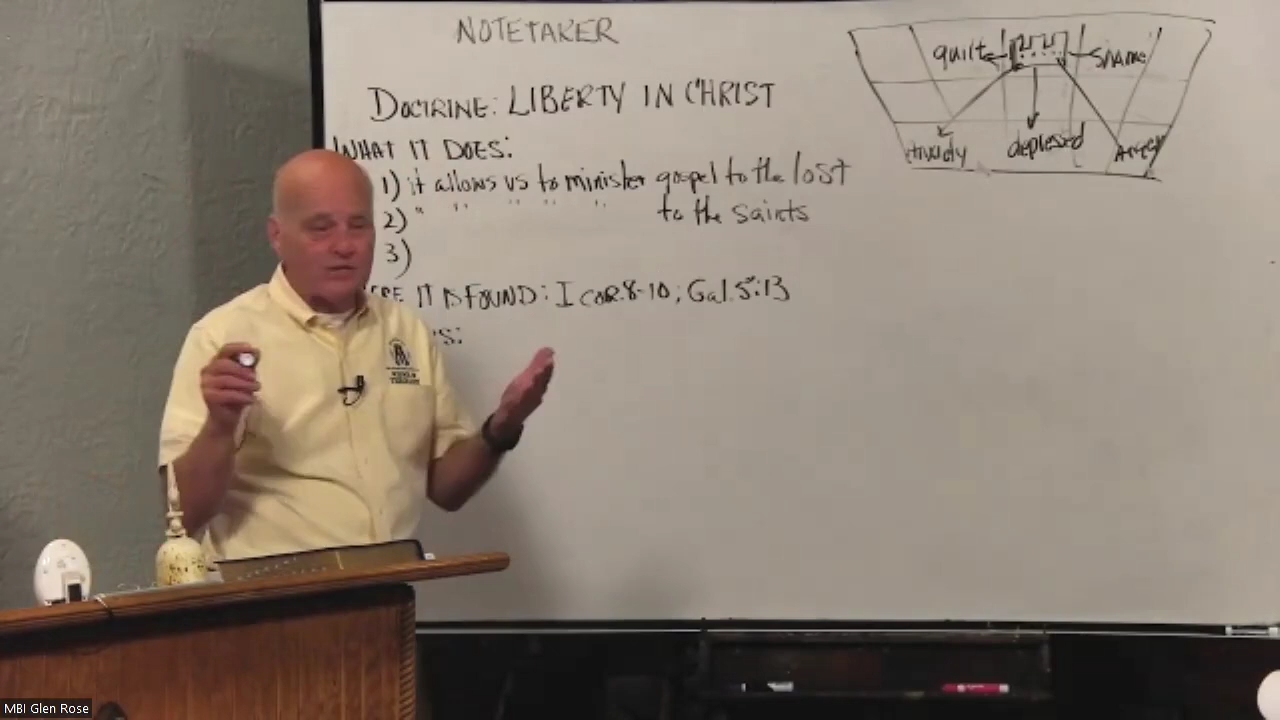 NOTETAKER
DOCTRINE: LIBERTY IN CHRIST
WHAT IT DOES:
1) it allows us to minister gospel to the lost
2) " " " " " to the saints
3)
ERE IT IS FOUND: I COR. 8-10; Gal. 5:13
'S:
guilt
shame
depressed
MBI Glen Rose